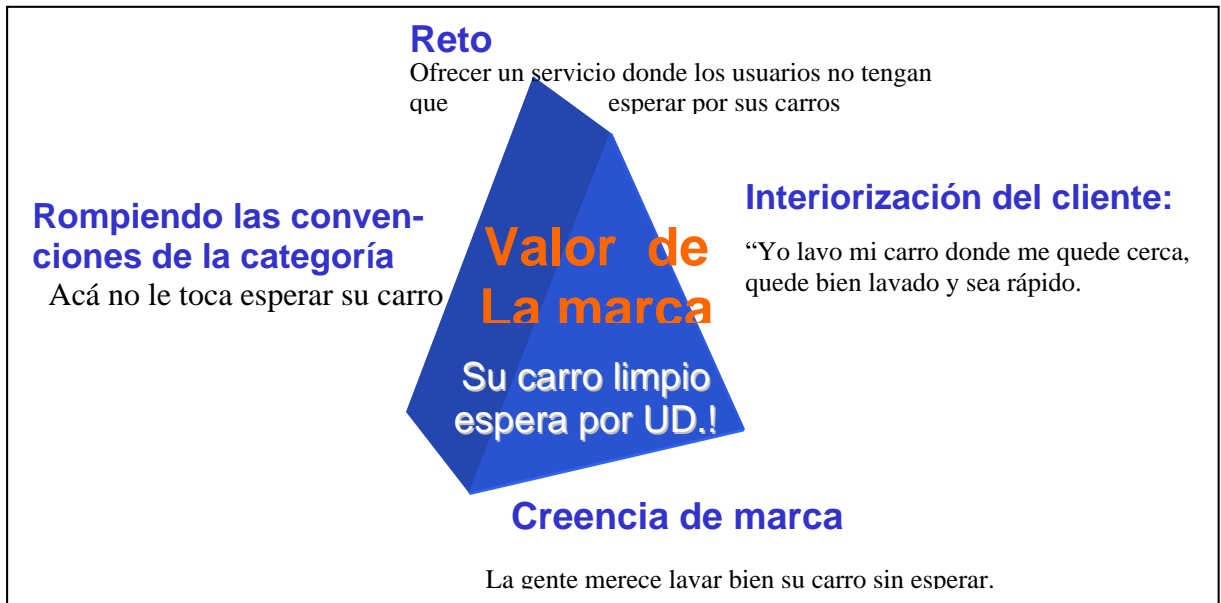 Reto
Ofrecer un servicio donde los usuarios no tengan
que esperar por sus carros
Rompiendo las conven-
ciones de la categoría
Acá no le toca esperar su carro
Interiorización del cliente:
“Yo lavo mi carro donde me quede cerca,
quede bien lavado y sea rápido.
Valor de
La marca
Su carro limpio
espera por UD.!
Creencia de marca
La gente merece lavar bien su carro sin esperar.